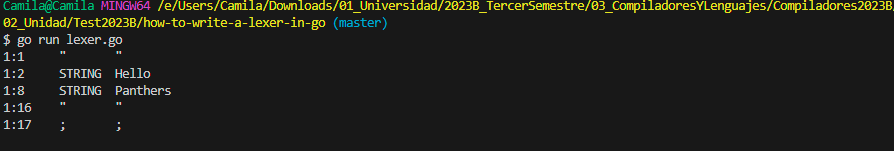 Camila@Camila MINGW64 /e/Users/Camila/Downloads/01_Universidad/2023B_TercerSemestre/03_CompiladoresYLenguajes/Compiladores2023B/
02_Unidad/Test2023B/how-to-write-a-lexer-in-go (master)
$ go run lexer.go
1:1 " "
1:2 STRING Hello
1:8 STRING Panthers
1:16 " "
1:17 ; ;